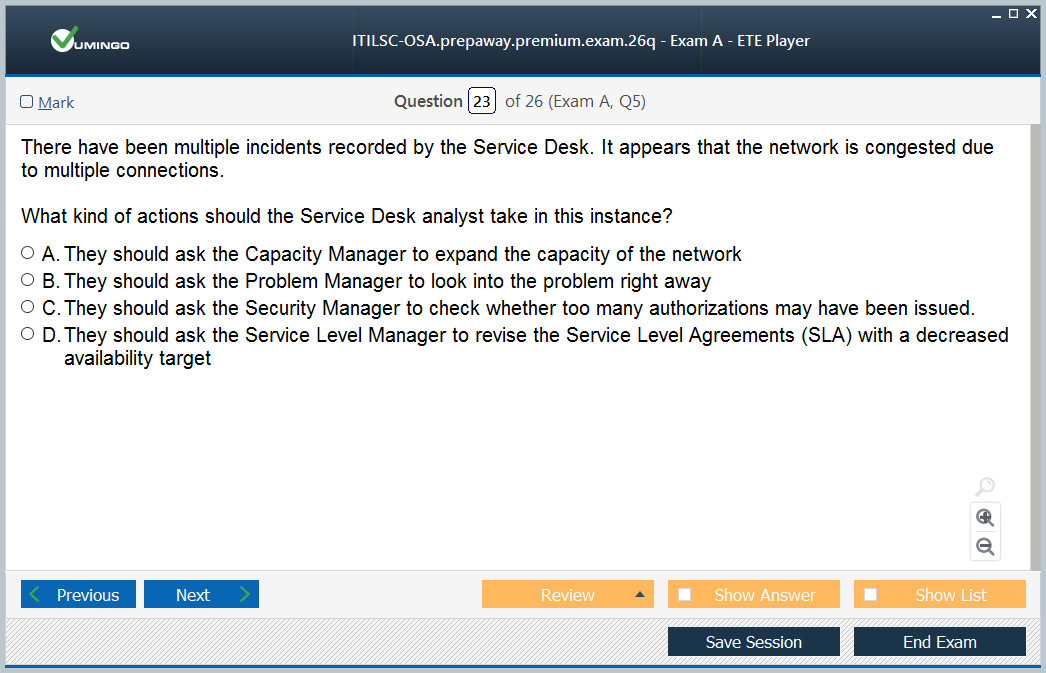 VUMINGO
ITILSC-OSA.prepaway.premium.exam.26q - Exam A - ETE Player
Mark
Question 23 of 26 (Exam A, Q5)
There have been multiple incidents recorded by the Service Desk. It appears that the network is congested due
to multiple connections.
What kind of actions should the Service Desk analyst take in this instance?
A. They should ask the Capacity Manager to expand the capacity of the network
B. They should ask the Problem Manager to look into the problem right away
C. They should ask the Security Manager to check whether too many authorizations may have been issued.
D. They should ask the Service Level Manager to revise the Service Level Agreements (SLA) with a decreased
availability target
Previous
Next
Review
Show Answer
Show List
Save Session
End Exam